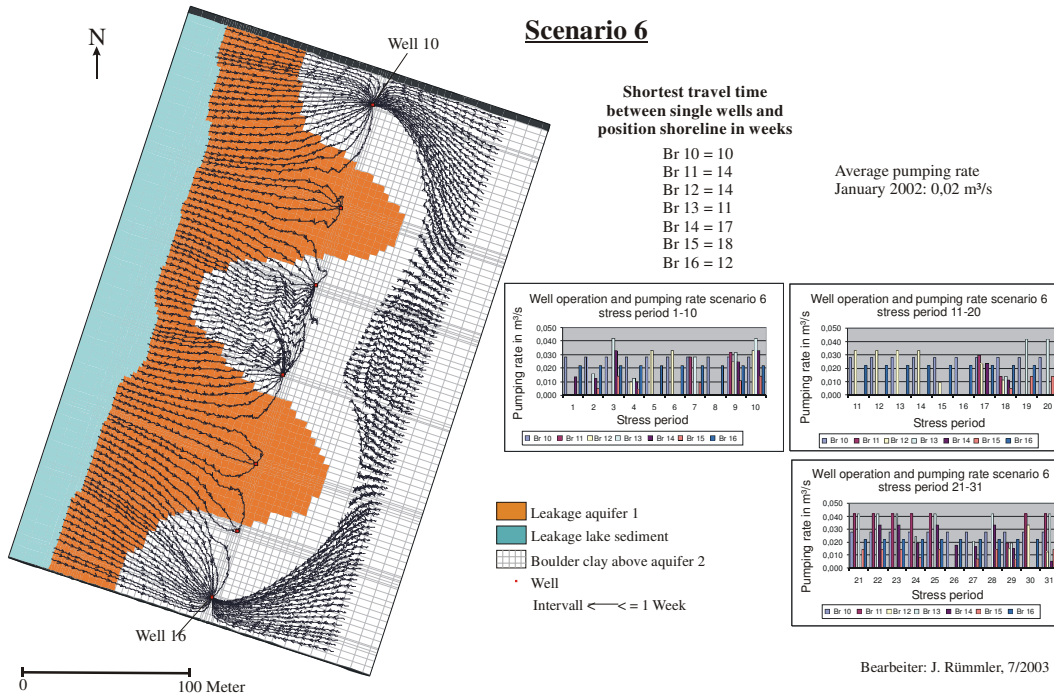 Scenario 6
N
Well 10
Shortest travel time
between single wells and
position shoreline in weeks
Br 10 = 10
Br 11 = 14
Br 12 = 14
Br 13 = 11
Br 14 = 17
Br 15 = 18
Br 16 = 12
Average pumping rate
January 2002: 0,02 m³/s
Well operation and pumping rate scenario 6
stress period 1-10
Pumping rate in m³/s
0,050
0,040
0,030
0,020
0,010
0,000
1 2 3 4 5 6 7 8 9 10
Stress period
Br 10 Br 11 Br 12 Br 13 Br 14 Br 15 Br 16
Well operation and pumping rate scenario 6
stress period 11-20
Pumping rate in m³/s
0,050
0,040
0,030
0,020
0,010
0,000
11 12 13 14 15 16 17 18 19 20
Stress period
Br 10 Br 11 Br 12 Br 13 Br 14 Br 15 Br 16
Well operation and pumping rate scenario 6
stress period 21-31
Pumping rate in m³/s
0,050
0,040
0,030
0,020
0,010
0,000
21 22 23 24 25 26 27 28 29 30 31
Stress period
Br 10 Br 11 Br 12 Br 13 Br 14 Br 15 Br 16
Leakage aquifer 1
Leakage lake sediment
Boulder clay above aquifer 2
Well
Intervall < < = 1 Week
Well 16
0 100 Meter
Bearbeiter: J. Rümmler, 7/2003